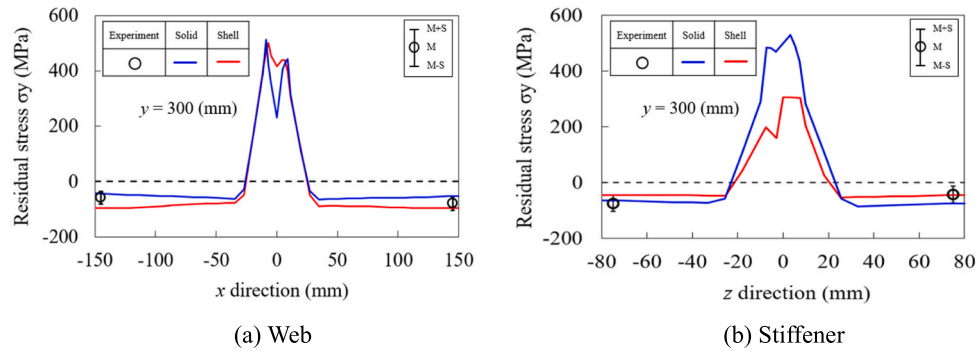 600
400
200
0
-200
Residual stress σy (MPa)
Experiment Solid Shell
y = 300 (mm)
M+S
M
M-S
-150 -100 -50 0 50 100 150
x direction (mm)
(a) Web
600
400
200
0
-200
Residual stress σy (MPa)
Experiment Solid Shell
y = 300 (mm)
M+S
M
M-S
-80 -60 -40 -20 0 20 40 60 80
z direction (mm)
(b) Stiffener